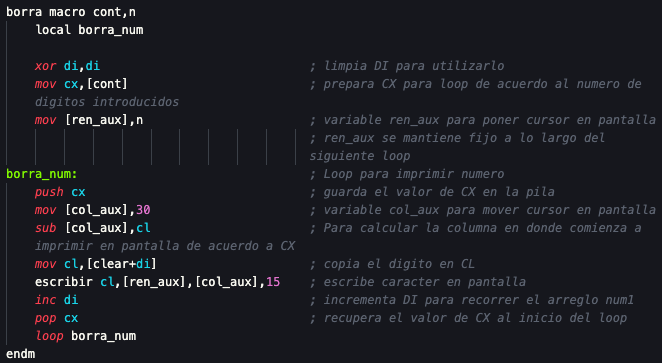 borra macro cont,n
local borra_num
xor di,di ; limpia DI para utilizarlo
mov cx,[cont] ; prepara CX para loop de acuerdo al numero de
digitos introducidos
mov [ren_aux],n ; variable ren_aux para poner cursor en pantalla
; ren_aux se mantiene fijo a lo largo del
siguiente loop
borra_num: ; Loop para imprimir numero
push cx ; guarda el valor de CX en la pila
mov [col_aux],30 ; variable col_aux para mover cursor en pantalla
sub [col_aux],cl ; Para calcular la columna en donde comienza a
imprimir en pantalla de acuerdo a CX
mov cl,[clear+di] ; copia el digito en CL
escribir cl,[ren_aux],[col_aux],15 ; escribe caracter en pantalla
inc di ; incrementa DI para recorrer el arreglo num1
pop cx ; recupera el valor de CX al inicio del loop
loop borra_num
endm